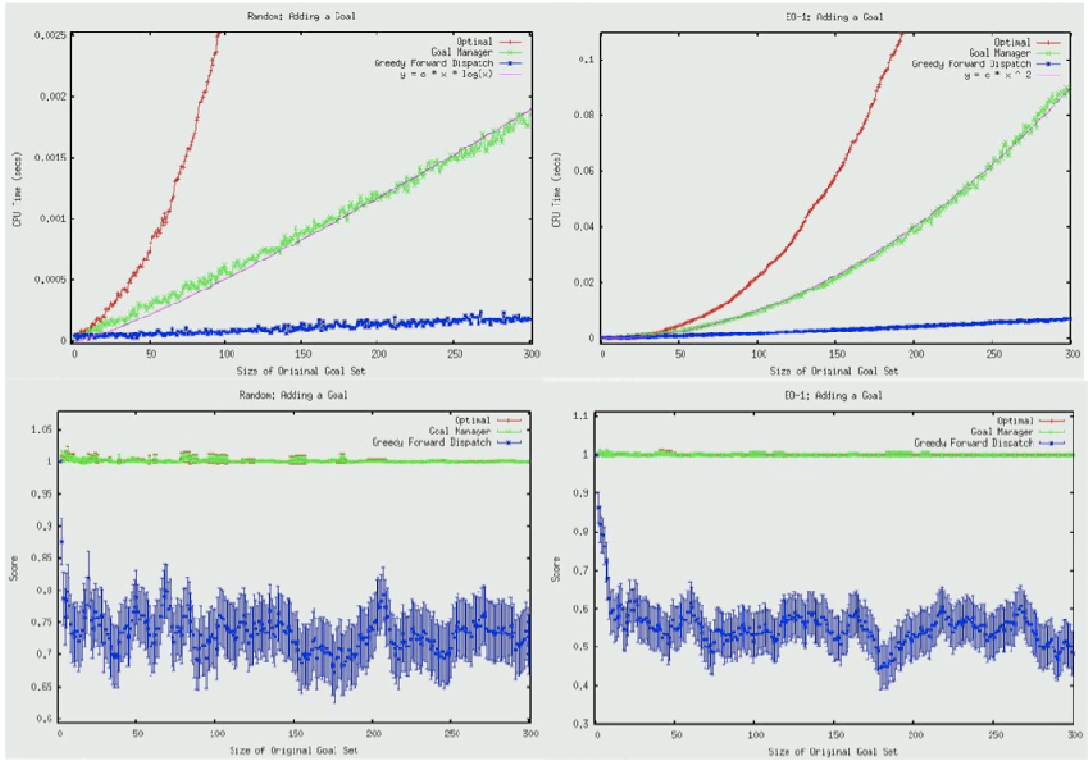 Random: Adding a Goal
0.0025
0.002
0.0015
0.001
0.0005
0
CPU Time (secs)
Optimal
Goal Manager
Greedy Forward Dispatch
y = a * x * log(x)
0 50 100 150 200 250 300
Size of Original Goal Set
EO-1: Adding a Goal
0.1
0.08
0.06
0.04
0.02
0
CPU Time (secs)
Optimal
Goal Manager
Greedy Forward Dispatch
y = a * x ^ 2
0 50 100 150 200 250 300
Size of Original Goal Set
Random: Adding a Goal
1.05
1
0.95
0.9
0.85
0.8
0.75
0.7
0.65
0.6
Score
Optimal
Goal Manager
Greedy Forward Dispatch
0 50 100 150 200 250 300
Size of Original Goal Set
EO-1: Adding a Goal
1.1
1
0.9
0.8
0.7
0.6
0.5
0.4
0.3
Score
Optimal
Goal Manager
Greedy Forward Dispatch
0 50 100 150 200 250 300
Size of Original Goal Set